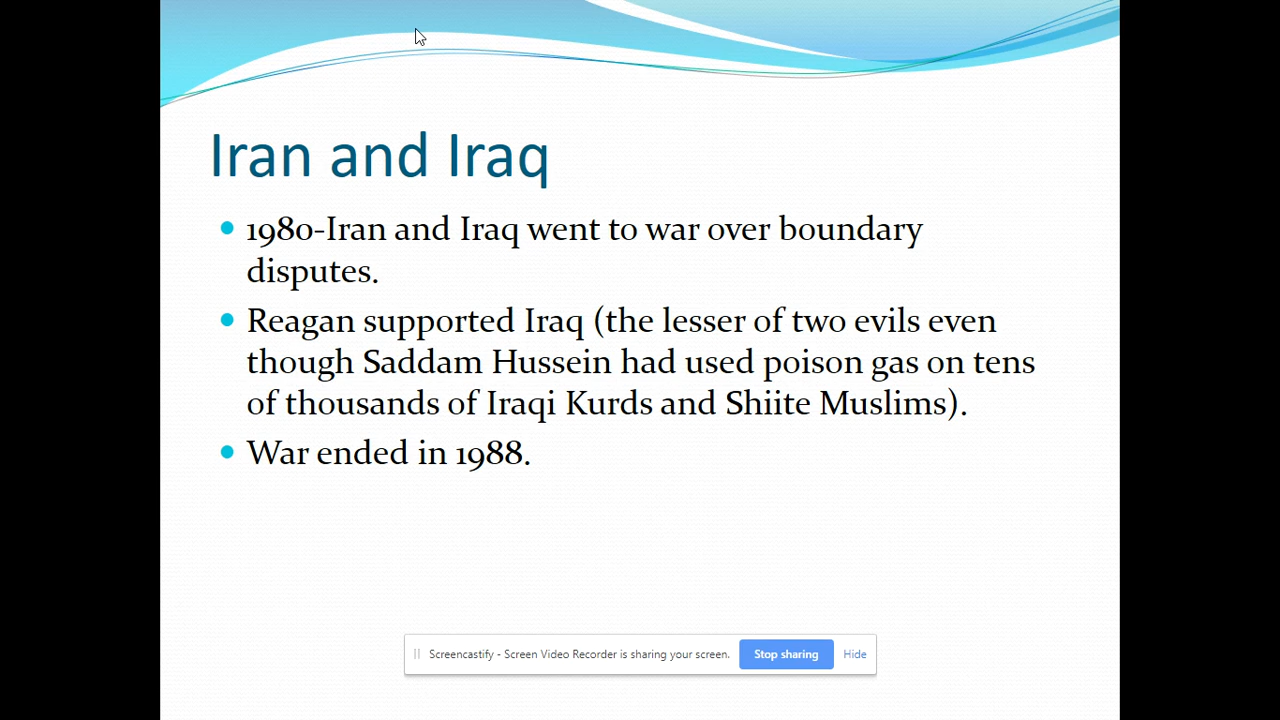 Iran and Iraq
1980-Iran and Iraq went to war over boundary
disputes.
Reagan supported Iraq (the lesser of two evils even
though Saddam Hussein had used poison gas on tens
of thousands of Iraqi Kurds and Shiite Muslims).
War ended in 1988.
Screencastify - Screen Video Recorder is sharing your screen. Stop sharing Hide